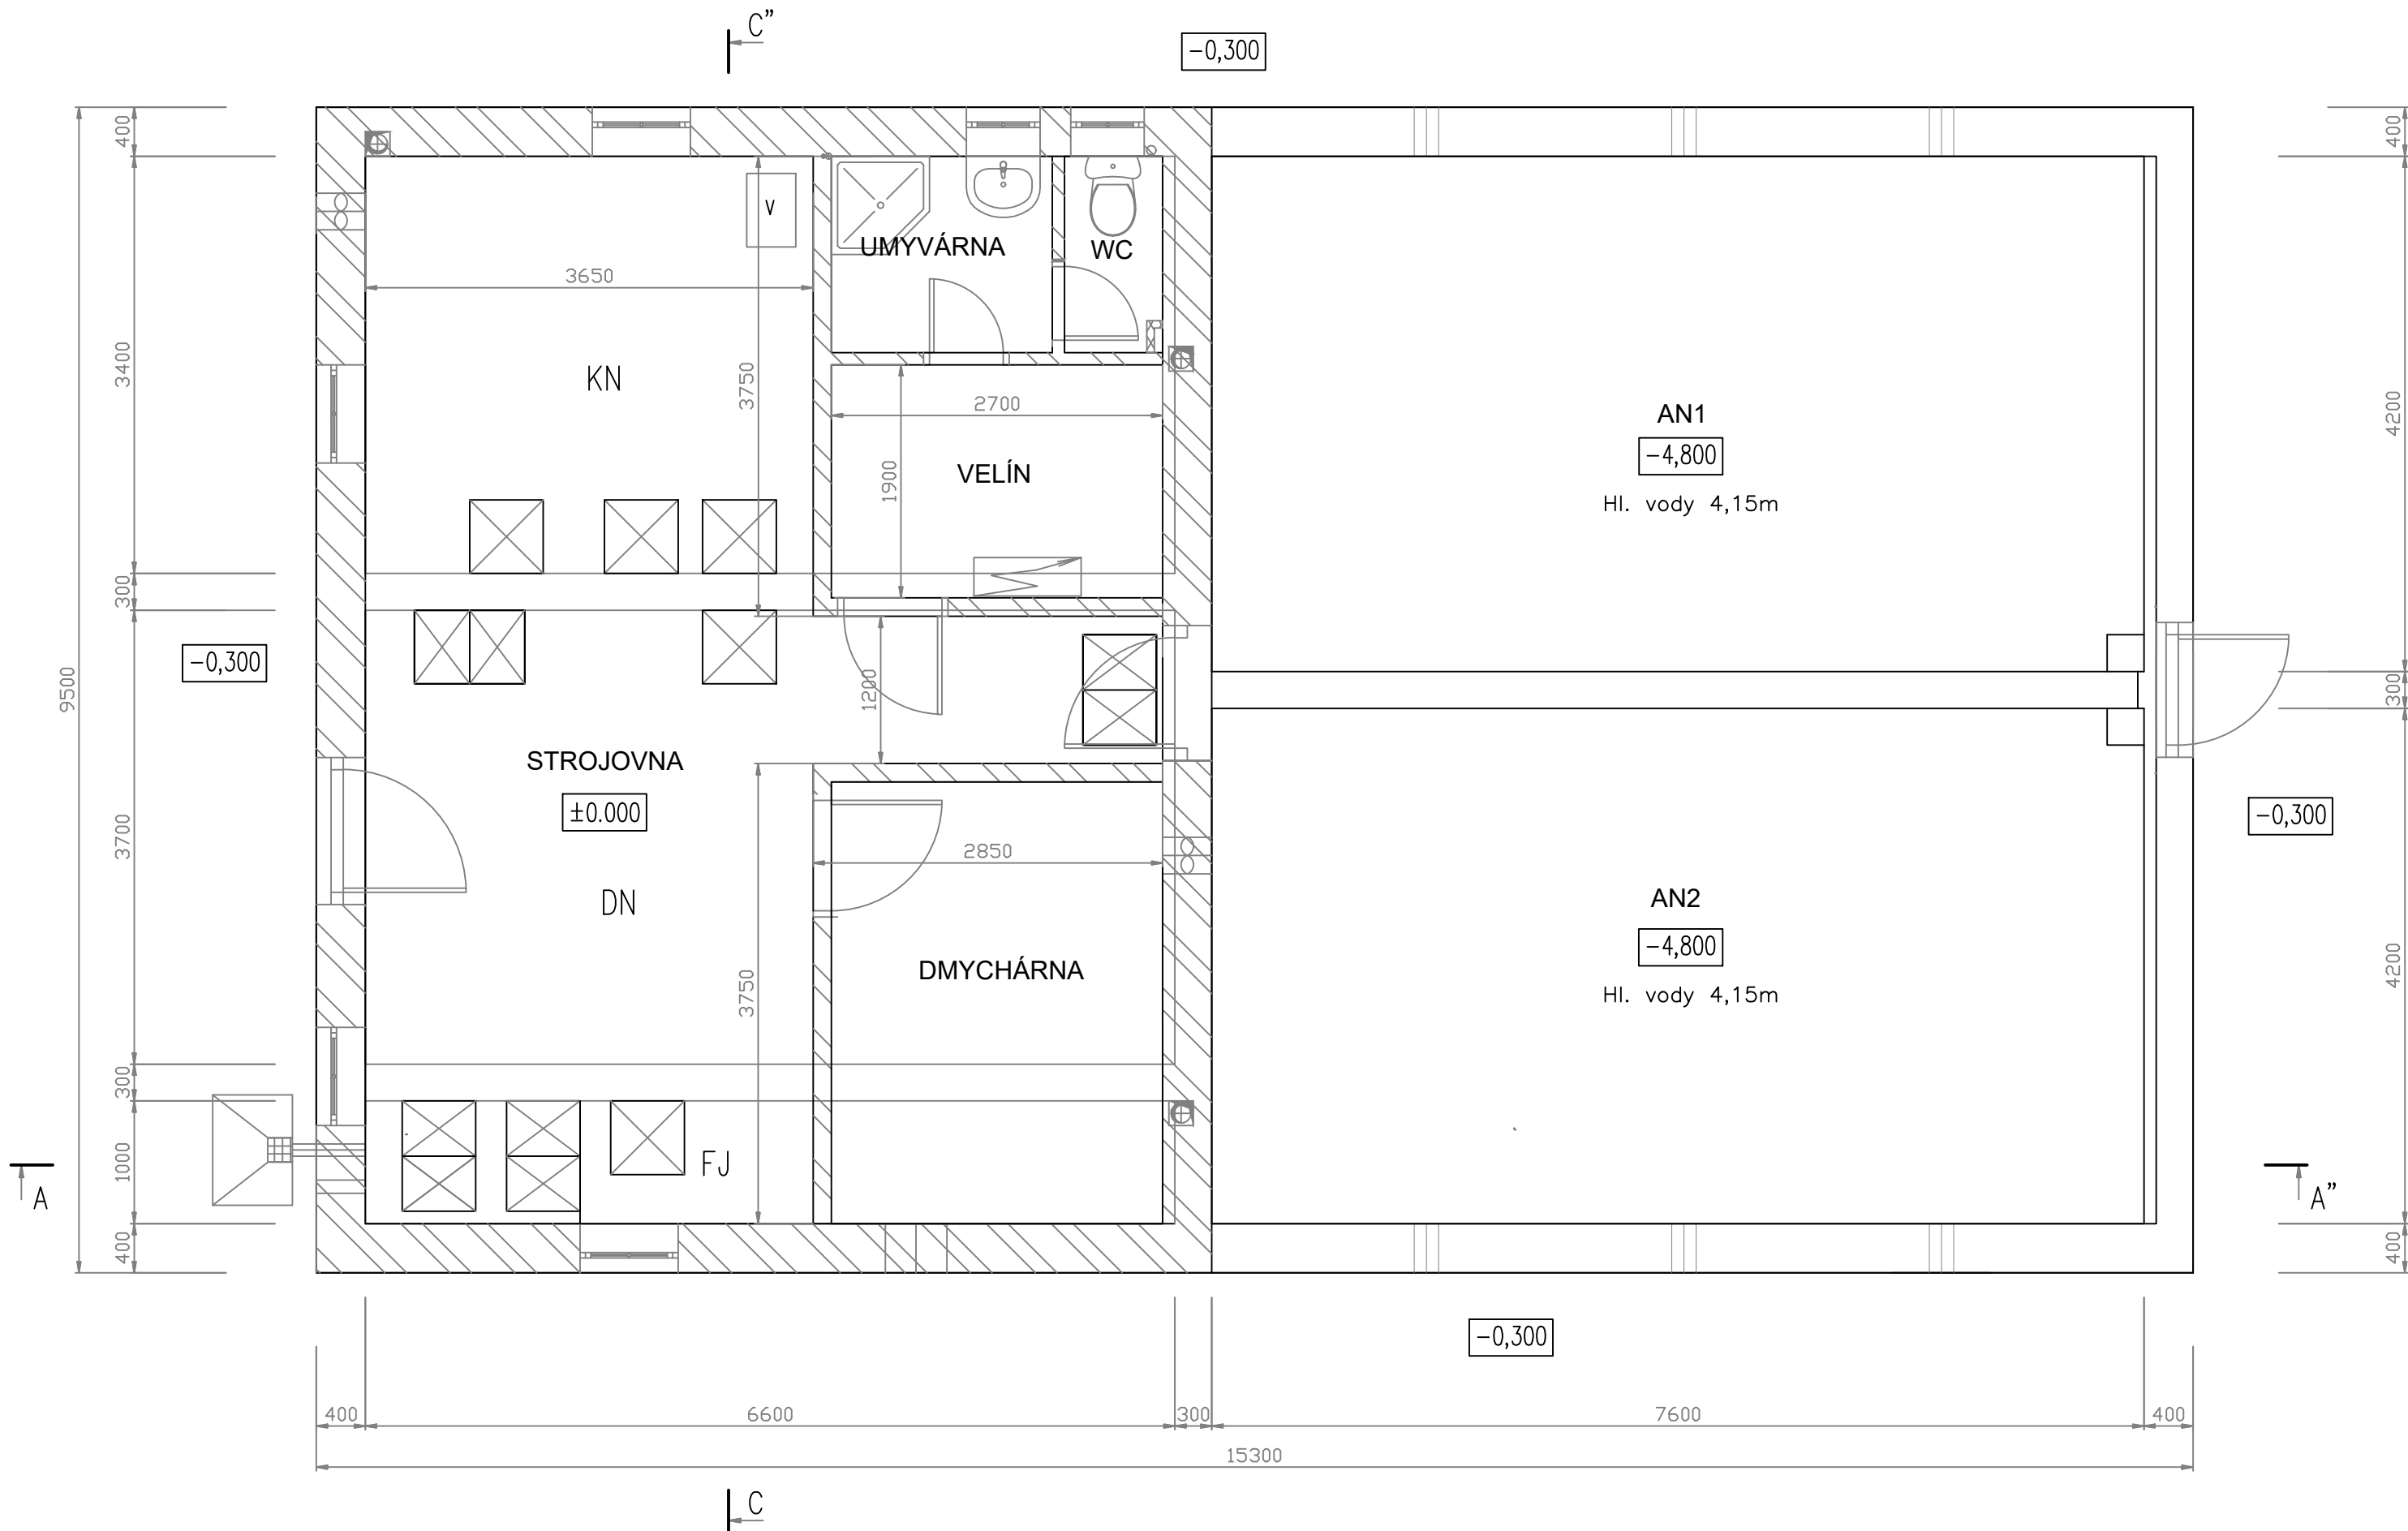 C”
-0,300
400
400
V
UMYVÁRNA
WC
3650
3400
KN
3750
2700
AN1
4200
-4,800
VELÍN
1900
Hl. vody 4,15m
300
-0,300
9500
1200
300
STROJOVNA
±0.000
-0,300
3700
2850
DN
AN2
-4,800
DMYCHÁRNA
3750
4200
Hl. vody 4,15m
300
1000
FJ
A
A”
400
400
-0,300
400
6600
300
7600
400
15300
C